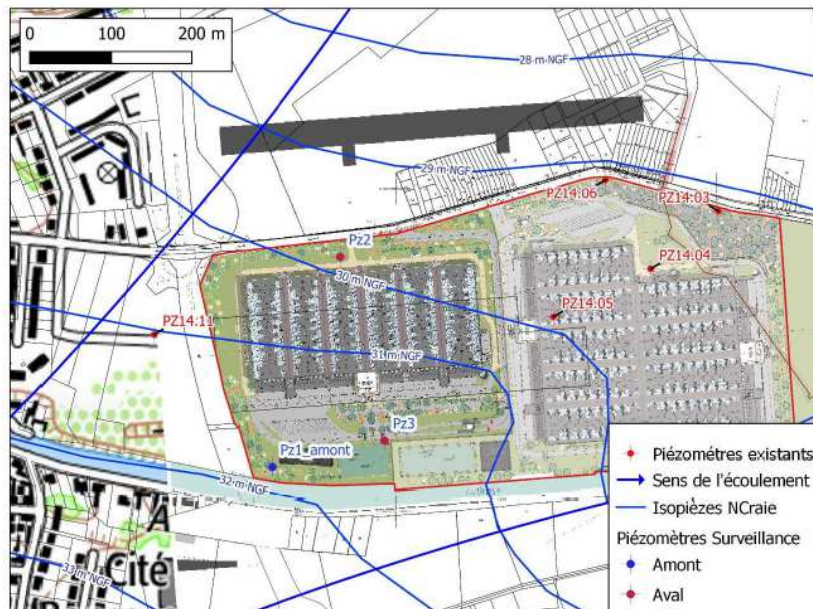 0 100 200 m
28 m NGF
29 m NGF
PZ14.06
PZ14.03
Pz2
PZ14.04
30 m NGF
PZ14.05
PZ14.11
31 m NGF
Pz3
Pz1_amont
32 m NGF
33 m NGF
Cité
Piézomètres existants
Sens de l'écoulement
Isopièzes NCraie
Piézomètres Surveillance
Amont
Aval